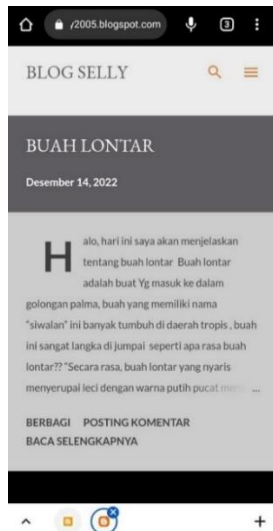 /2005.blogspot.com 3
BLOG SELLY
BUAH LONTAR
Desember 14, 2022
Halo, hari ini saya akan menjelaskan
tentang buah lontar Buah lontar
adalah buat Yg masuk ke dalam
golongan palma, buah yang memiliki nama
"siwalan" ini banyak tumbuh di daerah tropis , buah
ini sangat langka di jumpai seperti apa rasa buah
lontar?? "Secara rasa, buah lontar yang nyaris
menyerupai leci dengan warna putih pucat ...
BERBAGI POSTING KOMENTAR
BACA SELENGKAPNYA